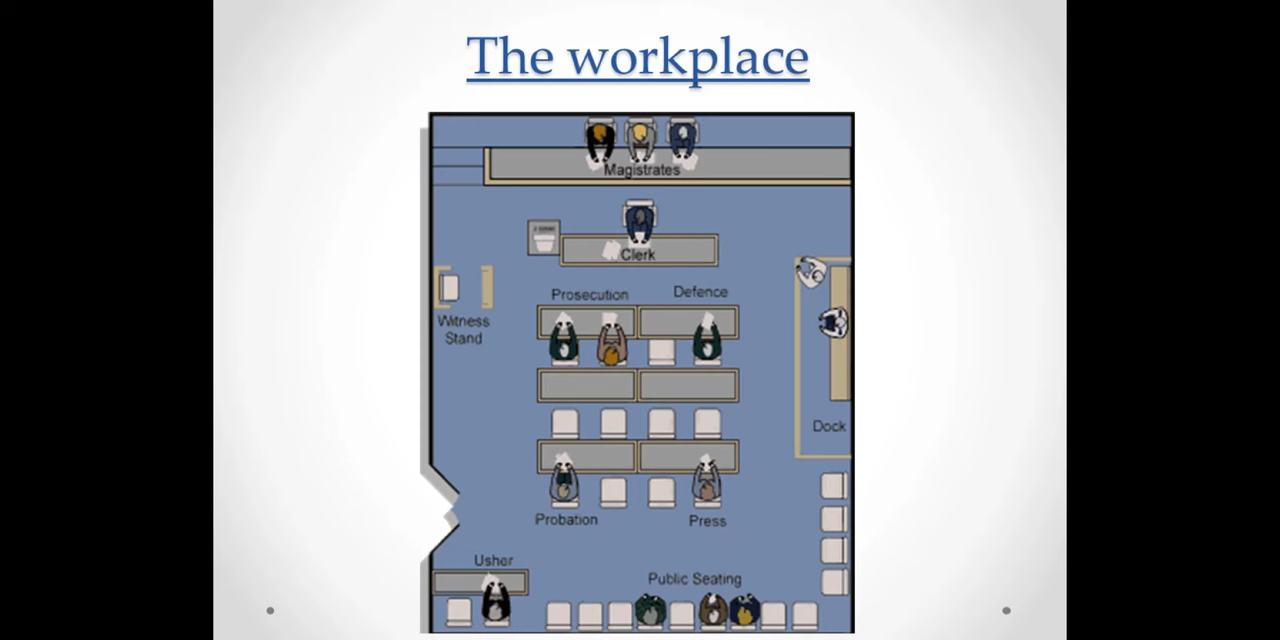 The workplace
Magistrates
Clerk
Prosecution
Defence
Witness
Stand
Dock
Probation
Press
Usher
Public Seating